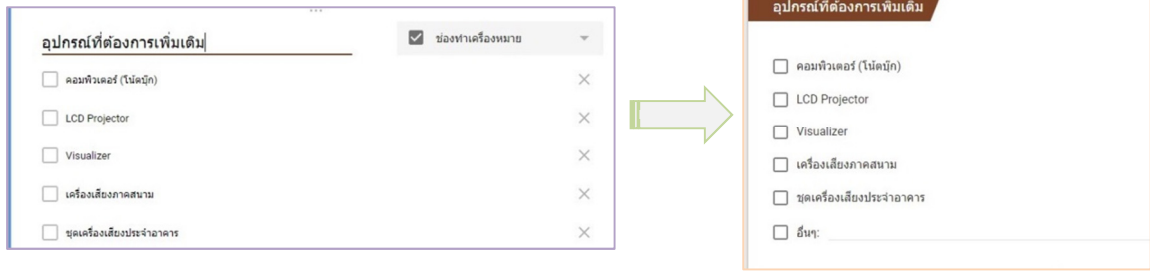 อุปกรณ์ที่ต้องการเพิ่มเติม
ช่องทำเครื่องหมาย
คอมพิวเตอร์ (โน้ตบุ๊ก)
LCD Projector
Visualizer
เครื่องเสียงภาคสนาม
ชุดเครื่องเสียงประจำอาคาร
อุปกรณ์ที่ต้องการเพิ่มเติม
คอมพิวเตอร์ (โน้ตบุ๊ก)
LCD Projector
Visualizer
เครื่องเสียงภาคสนาม
ชุดเครื่องเสียงประจำอาคาร
อื่นๆ: